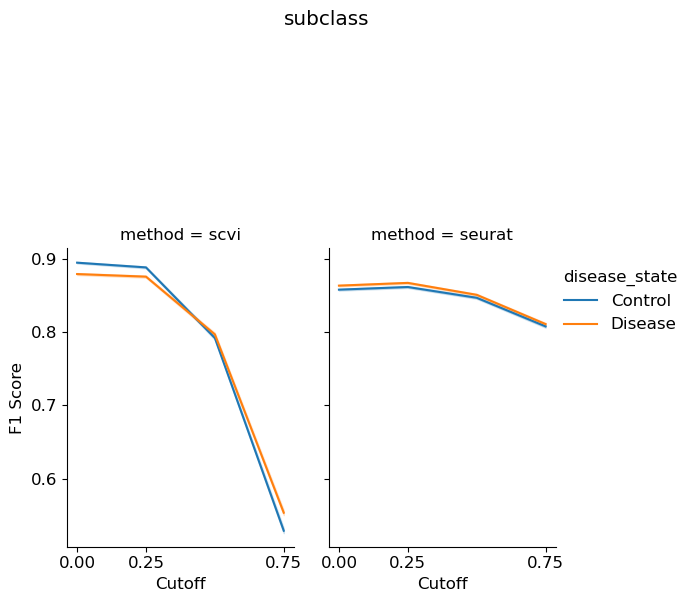 subclass
method = scvi
method = seurat
disease_state
Control
Disease
F1 Score
0.9
0.8
0.7
0.6
0.00 0.25 0.75
0.00 0.25 0.75
Cutoff
Cutoff